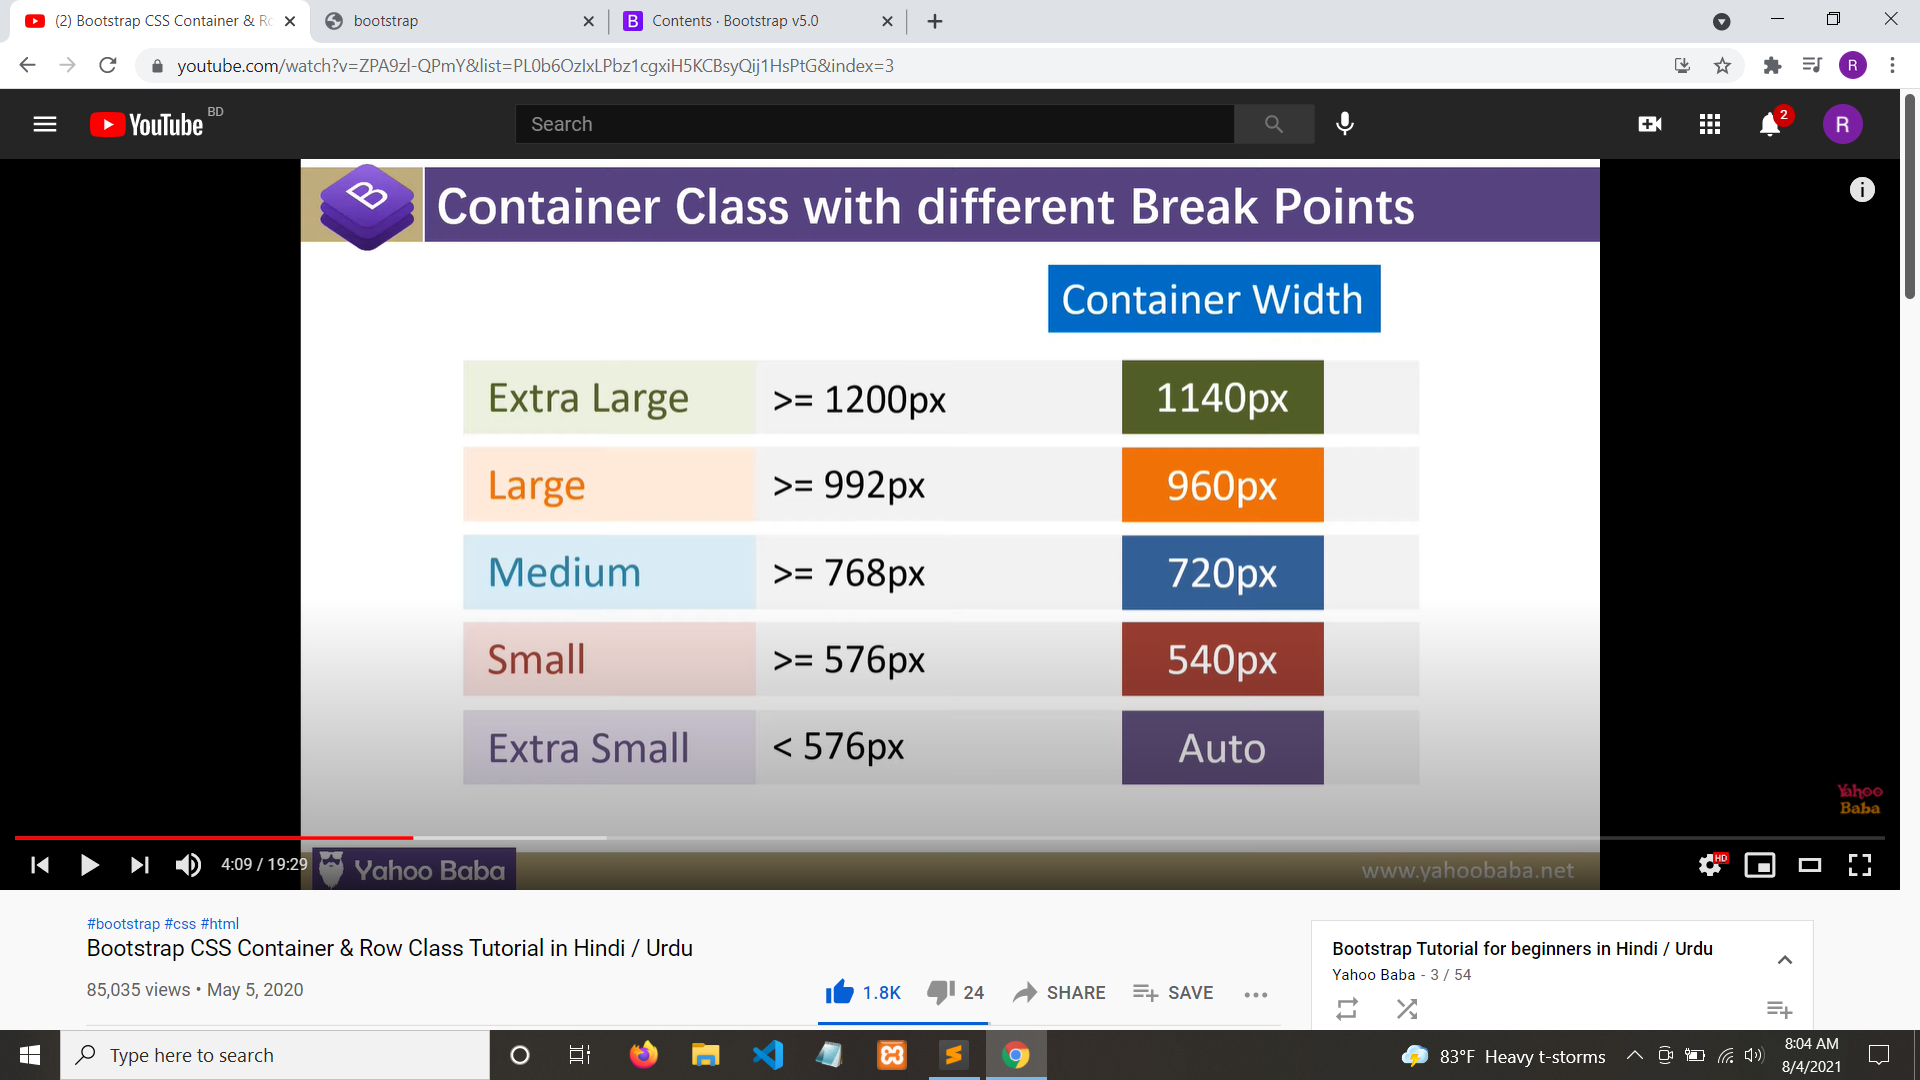 (2) Bootstrap CSS Container & Ro
bootstrap
Contents · Bootstrap v5.0
youtube.com/watch?v=ZPA9zl-QPmY&list=PL0b6OzIxLPbz1cgxiH5KCBsyQij1HsPtG&index=3
R
YouTube BD
Search
2
R
Container Class with different Break Points
Container Width
Extra Large >= 1200px 1140px
Large >= 992px 960px
Medium >= 768px 720px
Small >= 576px 540px
Extra Small < 576px Auto
Yahoo
Baba
4:09 / 19:29
HD
Yahoo Baba
www.yahoobaba.net
#bootstrap #css #html
Bootstrap CSS Container & Row Class Tutorial in Hindi / Urdu
85,035 views • May 5, 2020
1.8K
24
SHARE
SAVE
Bootstrap Tutorial for beginners in Hindi / Urdu
Yahoo Baba - 3 / 54
Type here to search
83°F Heavy t-storms
8:04 AM
8/4/2021